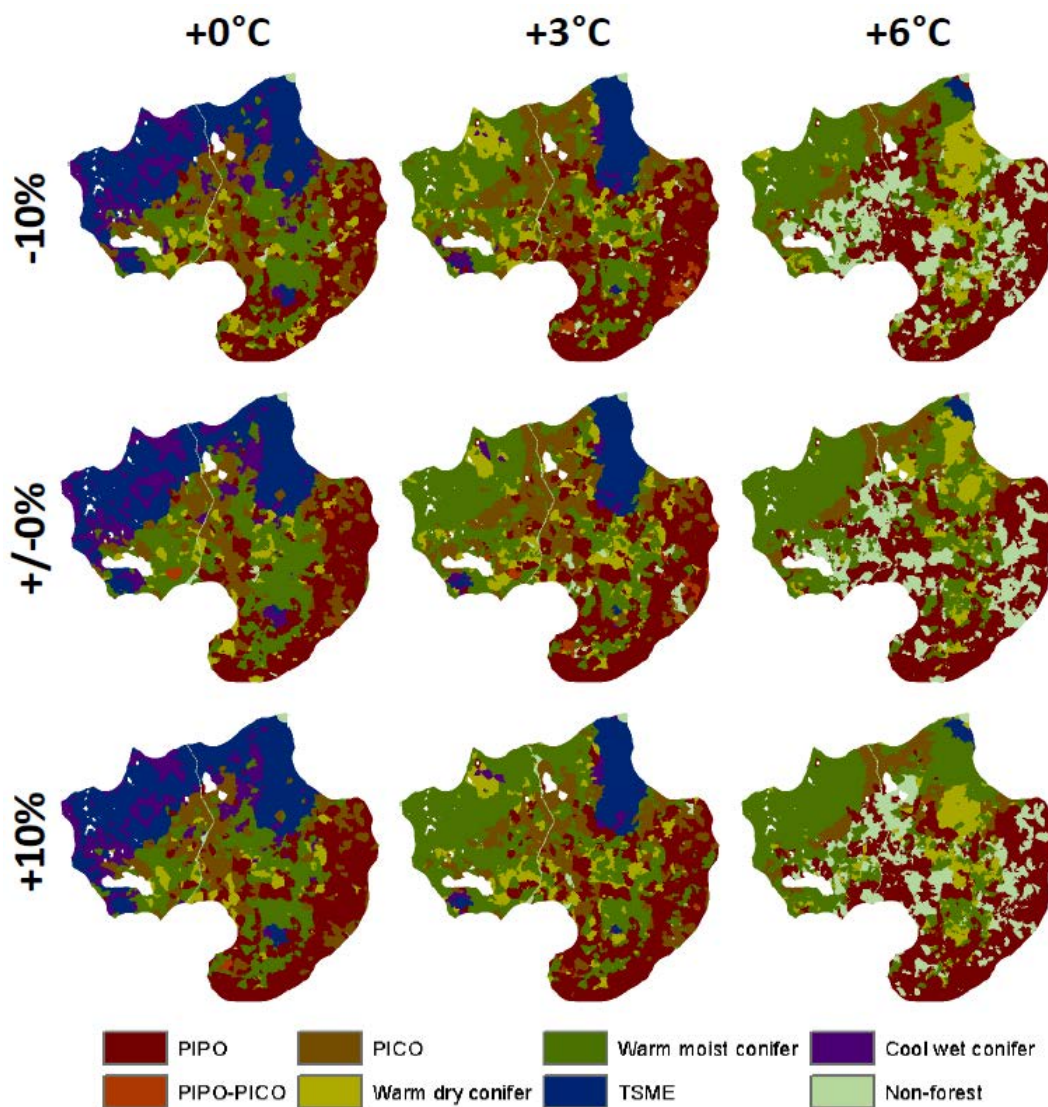 +0°C +3°C +6°C
-10%
+/-0%
+10%
PIPO PICO Warm moist conifer Cool wet conifer
PIPO-PICO Warm dry conifer TSME Non-forest